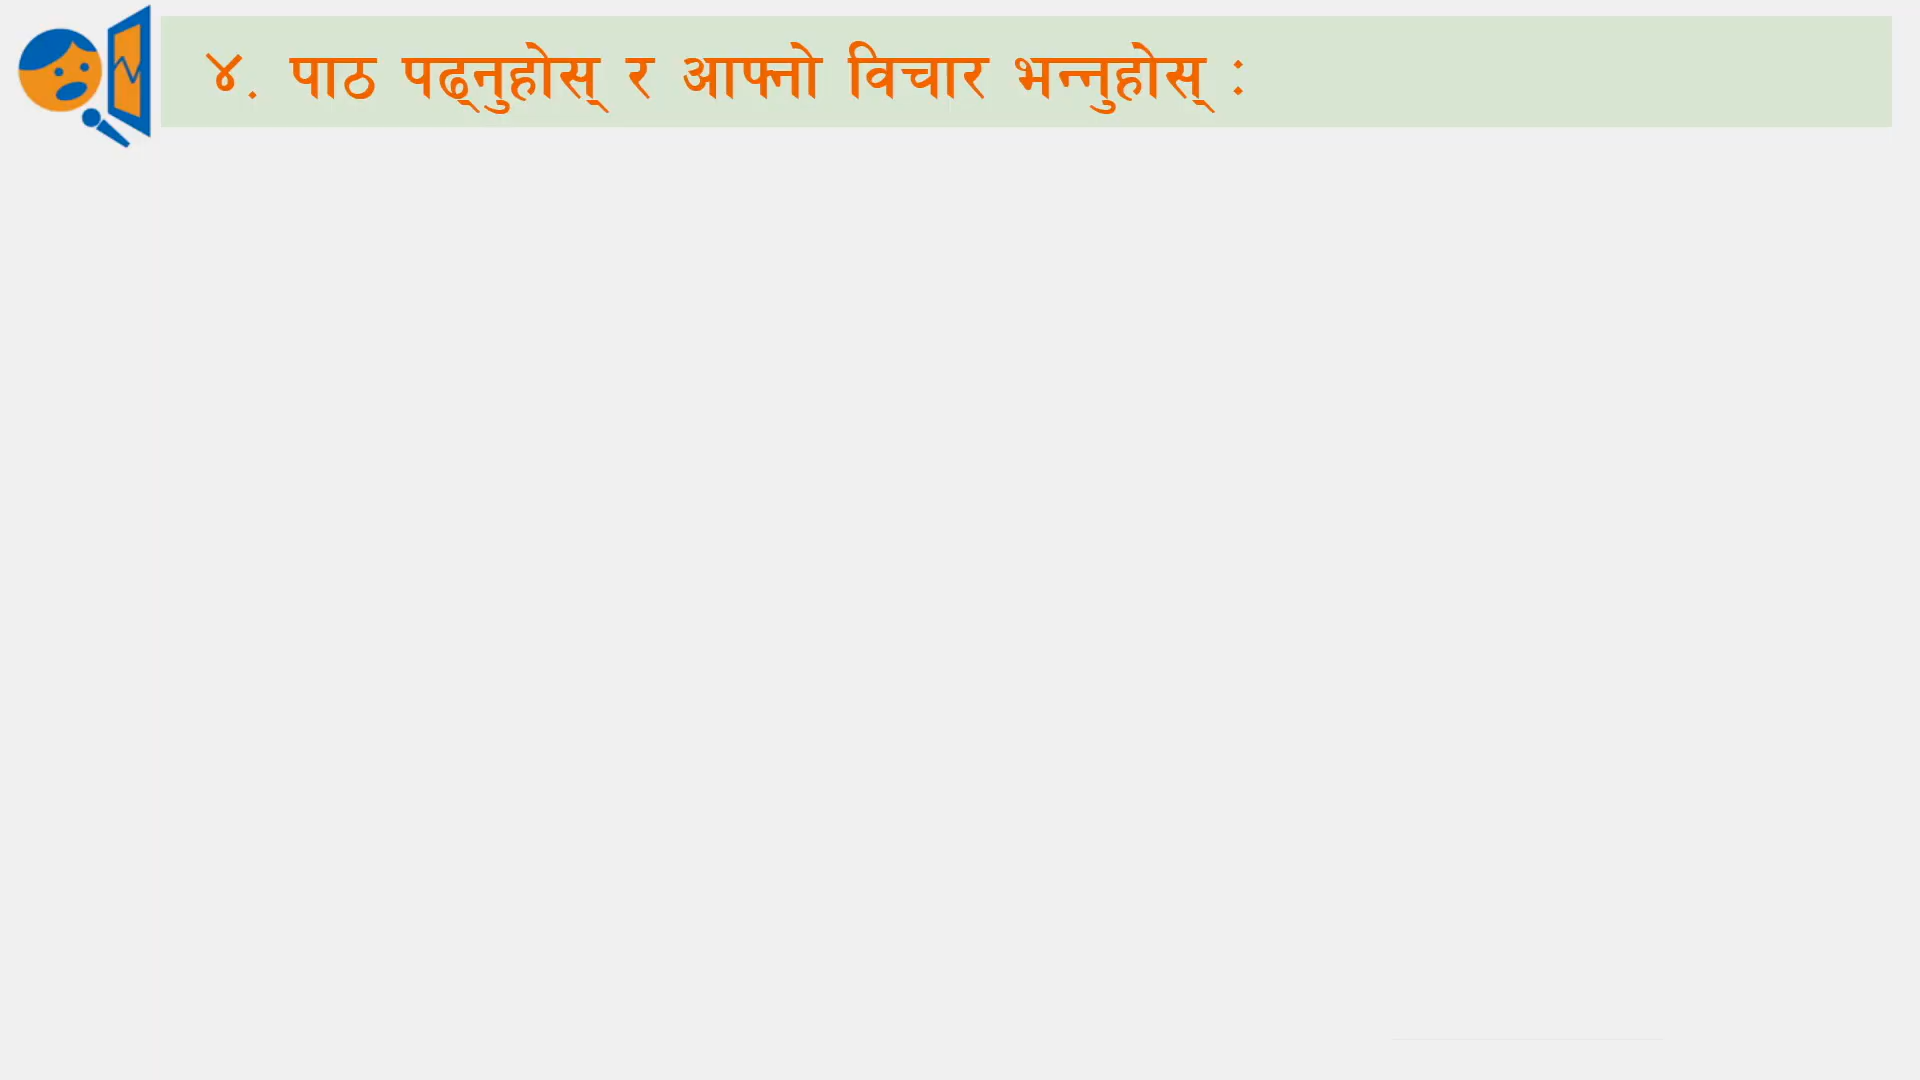 ४. पाठ पढ्नुहोस् र आफ्नो विचार भन्नुहोस् :